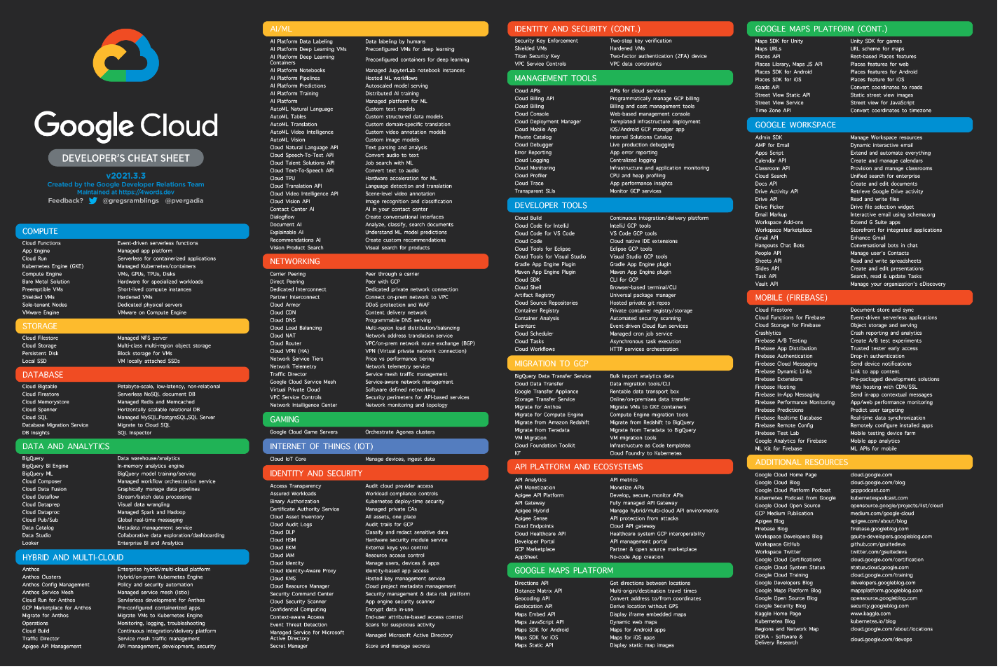 Google Cloud
DEVELOPER'S CHEAT SHEET
v2021.3.3
Created by the Google Developer Relations Team
Maintained at https://4words.dev
Feedback? @gregsramblings @pvergadia
COMPUTE
Cloud Functions Event-driven serverless functions
App Engine Managed app platform
Cloud Run Serverless for containerized applications
Kubernetes Engine (GKE) Managed Kubernetes/containers
Compute Engine VMs, GPUs, TPUs, Disks
Bare Metal Solution Hardware for specialized workloads
Preemptible VMs Short-lived compute instances
Shielded VMs Hardened VMs
Sole-tenant Nodes Dedicated physical servers
VMware Engine VMware on Compute Engine
STORAGE
Cloud Filestore Managed NFS server
Cloud Storage Multi-class multi-region object storage
Persistent Disk Block storage for VMs
Local SSD VM locally attached SSDs
DATABASE
Cloud Bigtable Petabyte-scale, low-latency, non-relational
Cloud Firestore Serverless NoSQL document DB
Cloud Memorystore Managed Redis and Memcached
Cloud Spanner Horizontally scalable relational DB
Cloud SQL Managed MySQL,PostgreSQL,SQL Server
Database Migration Service Migrate to Cloud SQL
DB Insights SQL Inspector
DATA AND ANALYTICS
BigQuery Data warehouse/analytics
BigQuery BI Engine In-memory analytics engine
BigQuery ML BigQuery model training/serving
Cloud Composer Managed workflow orchestration service
Cloud Data Fusion Graphically manage data pipelines
Cloud Dataflow Stream/batch data processing
Cloud Dataprep Visual data wrangling
Cloud Dataproc Managed Spark and Hadoop
Cloud Pub/Sub Global real-time messaging
Data Catalog Metadata management service
Data Studio Collaborative data exploration/dashboarding
Looker Enterprise BI and Analytics
HYBRID AND MULTI-CLOUD
Anthos Enterprise hybrid/multi-cloud platform
Anthos Clusters Hybrid/on-prem Kubernetes Engine
Anthos Config Management Policy and security automation
Anthos Service Mesh Managed service mesh (Istio)
Cloud Run for Anthos Serverless development for Anthos
GCP Marketplace for Anthos Pre-configured containerized apps
Migrate for Anthos Migrate VMs to Kubernetes Engine
Operations Monitoring, logging, troubleshooting
Cloud Build Continuous integration/delivery platform
Traffic Director Service mesh traffic management
Apigee API Management API management, development, security
AI/ML
AI Platform Data Labeling Data labeling by humans
AI Platform Deep Learning VMs Preconfigured VMs for deep learning
AI Platform Deep Learning
Containers Preconfigured containers for deep learning
AI Platform Notebooks Managed JupyterLab notebook instances
AI Platform Pipelines Hosted ML workflows
AI Platform Predictions Autoscaled model serving
AI Platform Training Distributed AI training
AI Platform Managed platform for ML
AutoML Natural Language Custom text models
AutoML Tables Custom structured data models
AutoML Translation Custom domain-specific translation
AutoML Video Intelligence Custom video annotation models
AutoML Vision Custom image models
Cloud Natural Language API Text parsing and analysis
Cloud Speech-To-Text API Convert audio to text
Cloud Talent Solutions API Job search with ML
Cloud Text-To-Speech API Convert text to audio
Cloud TPU Hardware acceleration for ML
Cloud Translation API Language detection and translation
Cloud Video Intelligence API Scene-level video annotation
Cloud Vision API Image recognition and classification
Contact Center AI AI in your contact center
Dialogflow Create conversational interfaces
Document AI Analyze, classify, search documents
Explainable AI Understand ML model predictions
Recommendations AI Create custom recommendations
Vision Product Search Visual search for products
NETWORKING
Carrier Peering Peer through a carrier
Direct Peering Peer with GCP
Dedicated Interconnect Dedicated private network connection
Partner Interconnect Connect on-prem network to VPC
Cloud Armor DDoS protection and WAF
Cloud CDN Content delivery network
Cloud DNS Programmable DNS serving
Cloud Load Balancing Multi-region load distribution/balancing
Cloud NAT Network address translation service
Cloud Router VPC/on-prem network route exchange (BGP)
Cloud VPN (HA) VPN (Virtual private network connection)
Network Service Tiers Price vs performance tiering
Network Telemetry Network telemetry service
Traffic Director Service mesh traffic management
Google Cloud Service Mesh Service-aware network management
Virtual Private Cloud Software defined networking
VPC Service Controls Security perimeters for API-based services
Network Intelligence Center Network monitoring and topology
GAMING
Google Cloud Game Servers Orchestrate Agones clusters
INTERNET OF THINGS (IOT)
Cloud IoT Core Manage devices, ingest data
IDENTITY AND SECURITY
Access Transparency Audit cloud provider access
Assured Workloads Workload compliance controls
Binary Authorization Kubernetes deploy-time security
Certificate Authority Service Managed private CAs
Cloud Asset Inventory All assets, one place
Cloud Audit Logs Audit trails for GCP
Cloud DLP Classify and redact sensitive data
Cloud HSM Hardware security module service
Cloud EKM External keys you control
Cloud IAM Resource access control
Cloud Identity Manage users, devices & apps
Cloud Identity-Aware Proxy Identity-based app access
Cloud KMS Hosted key management service
Cloud Resource Manager Cloud project metadata management
Security Command Center Security management & data risk platform
Cloud Security Scanner App engine security scanner
Confidential Computing Encrypt data in-use
Context-aware Access End-user attribute-based access control
Event Threat Detection Scans for suspicious activity
Managed Service for Microsoft
Active Directory Managed Microsoft Active Directory
Secret Manager Store and manage secrets
IDENTITY AND SECURITY (CONT.)
Security Key Enforcement Two-step key verification
Shielded VMs Hardened VMs
Titan Security Key Two-factor authentication (2FA) device
VPC Service Controls VPC data constraints
MANAGEMENT TOOLS
Cloud APIs APIs for cloud services
Cloud Billing API Programmatically manage GCP billing
Cloud Billing Billing and cost management tools
Cloud Console Web-based management console
Cloud Deployment Manager Templated infrastructure deployment
Cloud Mobile App iOS/Android GCP manager app
Private Catalog Internal Solutions Catalog
Cloud Debugger Live production debugging
Error Reporting App error reporting
Cloud Logging Centralized logging
Cloud Monitoring Infrastructure and application monitoring
Cloud Profiler CPU and heap profiling
Cloud Trace App performance insights
Transparent SLIs Monitor GCP services
DEVELOPER TOOLS
Cloud Build Continuous integration/delivery platform
Cloud Code for IntelliJ IntelliJ GCP tools
Cloud Code for VS Code VS Code GCP tools
Cloud Code Cloud native IDE extensions
Cloud Tools for Eclipse Eclipse GCP tools
Cloud Tools for Visual Studio Visual Studio GCP tools
Gradle App Engine Plugin Gradle App Engine plugin
Maven App Engine Plugin Maven App Engine plugin
Cloud SDK CLI for GCP
Cloud Shell Browser-based terminal/CLI
Artifact Registry Universal package manager
Cloud Source Repositories Hosted private git repos
Container Registry Private container registry/storage
Container Analysis Automated security scanning
Eventarc Event-driven Cloud Run services
Cloud Scheduler Managed cron job service
Cloud Tasks Asynchronous task execution
Cloud Workflows HTTP services orchestration
MIGRATION TO GCP
BigQuery Data Transfer Service Bulk import analytics data
Cloud Data Transfer Data migration tools/CLI
Google Transfer Appliance Rentable data transport box
Storage Transfer Service Online/on-premises data transfer
Migrate for Anthos Migrate VMs to GKE containers
Migrate for Compute Engine Compute Engine migration tools
Migrate from Amazon Redshift Migrate from Redshift to BigQuery
Migrate from Teradata Migrate from Teradata to BigQuery
VM Migration VM migration tools
Cloud Foundation Toolkit Infrastructure as Code templates
KF Cloud Foundry to Kubernetes
API PLATFORM AND ECOSYSTEMS
API Analytics API metrics
API Monetization Monetize APIs
Apigee API Platform Develop, secure, monitor APIs
API Gateway Fully managed API Gateway
Apigee Hybrid Manage hybrid/multi-cloud API environments
Apigee Sense API protection from attacks
Cloud Endpoints Cloud API gateway
Cloud Healthcare API Healthcare system GCP interoperability
Developer Portal API management portal
GCP Marketplace Partner & open source marketplace
AppSheet No-code App creation
GOOGLE MAPS PLATFORM
Directions API Get directions between locations
Distance Matrix API Multi-origin/destination travel times
Geocoding API Convert address to/from coordinates
Geolocation API Derive location without GPS
Maps Embed API Display iframe embedded maps
Maps JavaScript API Dynamic web maps
Maps SDK for Android Maps for Android apps
Maps SDK for iOS Maps for iOS apps
Maps Static API Display static map images
GOOGLE MAPS PLATFORM (CONT.)
Maps SDK for Unity Unity SDK for games
Maps URLs URL scheme for maps
Places API Rest-based Places features
Places Library, Maps JS API Places features for web
Places SDK for Android Places features for Android
Places SDK for iOS Places feature for iOS
Roads API Convert coordinates to roads
Street View Static API Static street view images
Street View Service Street view for JavaScript
Time Zone API Convert coordinates to timezone
GOOGLE WORKSPACE
Admin SDK Manage Workspace resources
AMP for Email Dynamic interactive email
Apps Script Extend and automate everything
Calendar API Create and manage calendars
Classroom API Provision and manage classrooms
Cloud Search Unified search for enterprise
Docs API Create and edit documents
Drive Activity API Retrieve Google Drive activity
Drive API Read and write files
Drive Picker Drive file selection widget
Email Markup Interactive email using schema.org
Workspace Add-ons Extend G Suite apps
Workspace Marketplace Storefront for integrated applications
Gmail API Enhance Gmail
Hangouts Chat Bots Conversational bots in chat
People API Manage user's Contacts
Sheets API Read and write spreadsheets
Slides API Create and edit presentations
Task API Search, read & update Tasks
Vault API Manage your organization's eDiscovery
MOBILE (FIREBASE)
Cloud Firestore Document store and sync
Cloud Functions for Firebase Event-driven serverless applications
Cloud Storage for Firebase Object storage and serving
Crashlytics Crash reporting and analytics
Firebase A/B Testing Create A/B test experiments
Firebase App Distribution Trusted tester early access
Firebase Authentication Drop-in authentication
Firebase Cloud Messaging Send device notifications
Firebase Dynamic Links Link to app content
Firebase Extensions Pre-packaged development solutions
Firebase Hosting Web hosting with CDN/SSL
Firebase In-App Messaging Send in-app contextual messages
Firebase Performance Monitoring App/web performance monitoring
Firebase Predictions Predict user targeting
Firebase Realtime Database Real-time data synchronization
Firebase Remote Config Remotely configure installed apps
Firebase Test Lab Mobile testing device farm
Google Analytics for Firebase Mobile app analytics
ML Kit for Firebase ML APIs for mobile
ADDITIONAL RESOURCES
Google Cloud Home Page cloud.google.com
Google Cloud Blog cloud.google.com/blog
Google Cloud Platform Podcast gcppodcast.com
Kubernetes Podcast from Google kubernetespodcast.com
Google Cloud Open Source opensource.google/projects/list/cloud
GCP Medium Publication medium.com/google-cloud
Apigee Blog apigee.com/about/blog
Firebase Blog firebase.googleblog.com
Workspace Developers Blog gsuite-developers.googleblog.com
Workspace GitHub github.com/gsuitedevs
Workspace Twitter twitter.com/gsuitedevs
Google Cloud Certifications cloud.google.com/certification
Google Cloud System Status status.cloud.google.com
Google Cloud Training cloud.google.com/training
Google Developers Blog developers.googleblog.com
Google Maps Platform Blog mapsplatform.googleblog.com
Google Open Source Blog opensource.googleblog.com
Google Security Blog security.googleblog.com
Kaggle Home Page www.kaggle.com
Kubernetes Blog kubernetes.io/blog
Regions and Network Map cloud.google.com/about/locations
DORA - Software &
Delivery Research cloud.google.com/devops